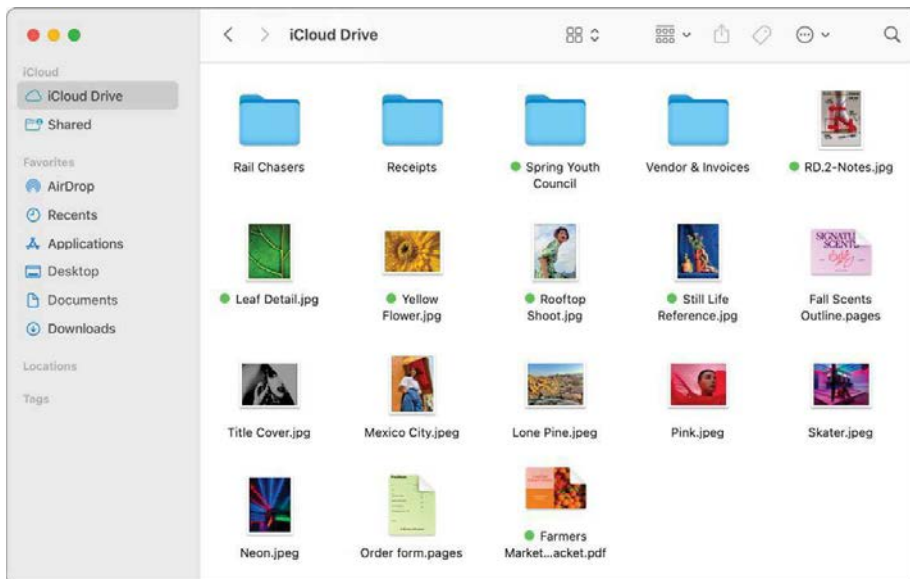 iCloud Drive
iCloud
iCloud Drive
Shared
Favorites
AirDrop
Recents
Applications
Desktop
Documents
Downloads
Locations
Tags
Rail Chasers
Receipts
Spring Youth
Council
Vendor & Invoices
RD.2-Notes.jpg
Leaf Detail.jpg
Yellow
Flower.jpg
Rooftop
Shoot.jpg
Still Life
Reference.jpg
SIGNATU
SCENT
Fall Scents
Outline.pages
Title Cover.jpg
Mexico City.jpeg
Lone Pine.jpeg
Pink.jpeg
Skater.jpeg
Neon.jpeg
Order form.pages
Farmers
Market...acket.pdf